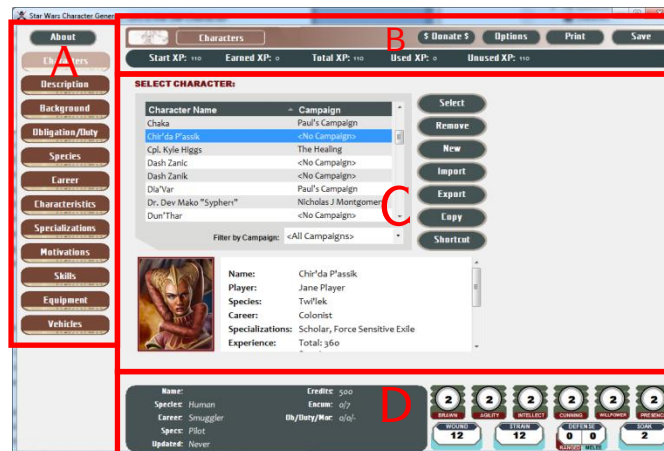 Star Wars Character Gener
About
A
Characters
Description
Background
Obligation/Duty
Species
Career
Characteristics
Specializations
Motivations
Skills
Equipment
Vehicles
Characters
B
$ Donate $
Options
Print
Save
Start XP: 110 Earned XP: 0 Total XP: 110 Used XP: 0 Unused XP: 110
SELECT CHARACTER:
Character Name Campaign
Chaka Paul's Campaign
Chir'da P'assik <No Campaign>
Cpl. Kyle Higgs The Healing
Dash Zanic <No Campaign>
Dash Zanik <No Campaign>
Dla'Var Paul's Campaign
Dr. Dev Mako "Sypher1" Nicholas J Montgomer
Dun'Thar <No Campaign>
Filter by Campaign: <All Campaigns>
C
Select
Remove
New
Import
Export
Copy
Shortcut
Name: Chir'da P'assik
Player: Jane Player
Species: Twi'lek
Career: Colonist
Specializations: Scholar, Force Sensitive Exile
Experience: Total: 360
Name: Credits: 500
Species: Human Encum: 0/7
Career: Smuggler Ob/Duty/Mor: 0/0/-
Specs: Pilot
Updated: Never
D
2 2 2 2 2 2
BRAWN AGILITY INTELLECT CUNNING WILLPOWER PRESENCE
WOUND STRAIN DEFENSE SOAK
12 12 0 0 2
RANGED MELEE